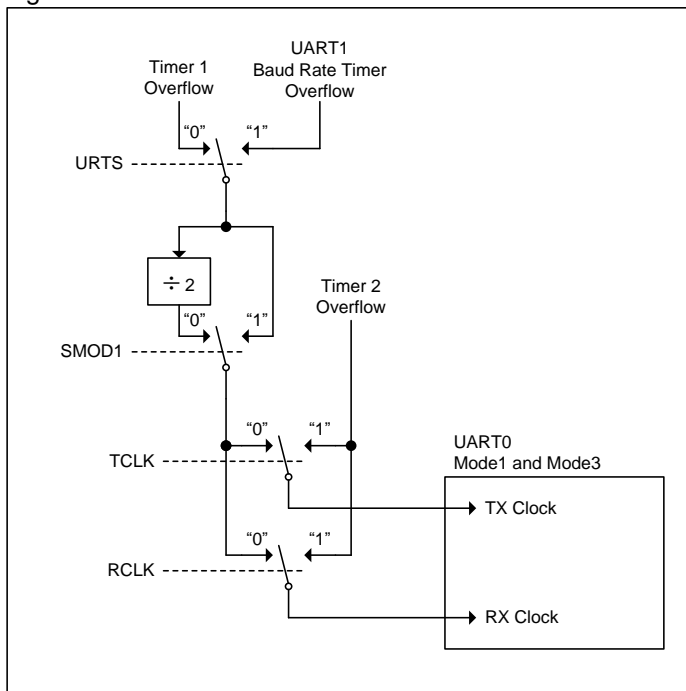 UART1
Timer 1
Baud Rate Timer
Overflow
Overflow
“0”
“1”
URTS
÷ 2
Timer 2
Overflow
“0”
“1”
SMOD1
“0”
“1”
UART0
TCLK
Mode1 and Mode3
TX Clock
“0”
“1”
RCLK
RX Clock